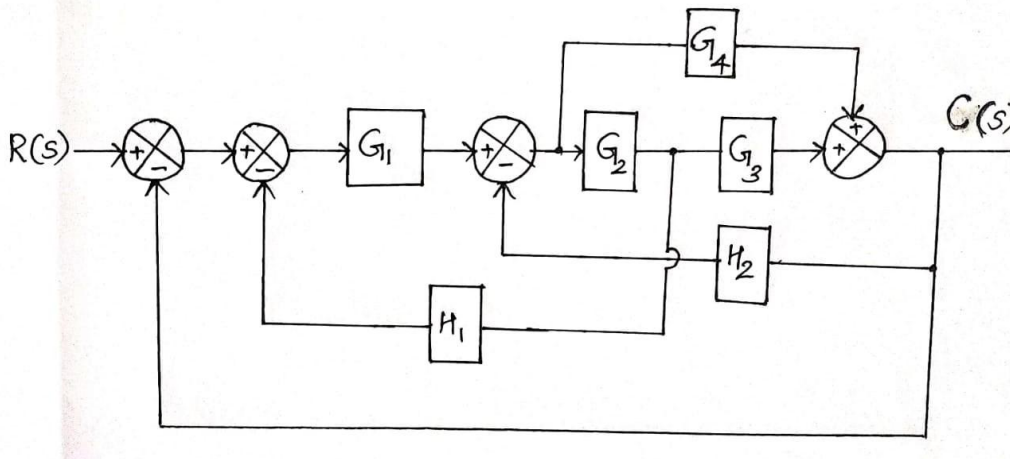 G4
R(s)
+
-
+
-
G1
+
-
G2
G3
+
+
C(s)
H2
H1